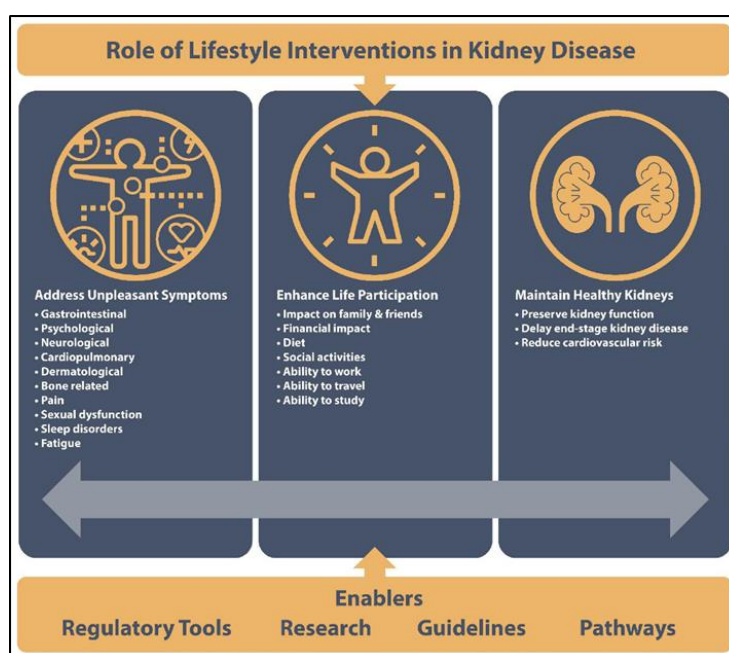 Role of Lifestyle Interventions in Kidney Disease
Address Unpleasant Symptoms
• Gastrointestinal
• Psychological
• Neurological
• Cardiopulmonary
• Dermatological
• Bone related
• Pain
• Sexual dysfunction
• Sleep disorders
• Fatigue
Enhance Life Participation
• Impact on family & friends
• Financial impact
• Diet
• Social activities
• Ability to work
• Ability to travel
• Ability to study
Maintain Healthy Kidneys
• Preserve kidney function
• Delay end-stage kidney disease
• Reduce cardiovascular risk
Enablers
Regulatory Tools Research Guidelines Pathways